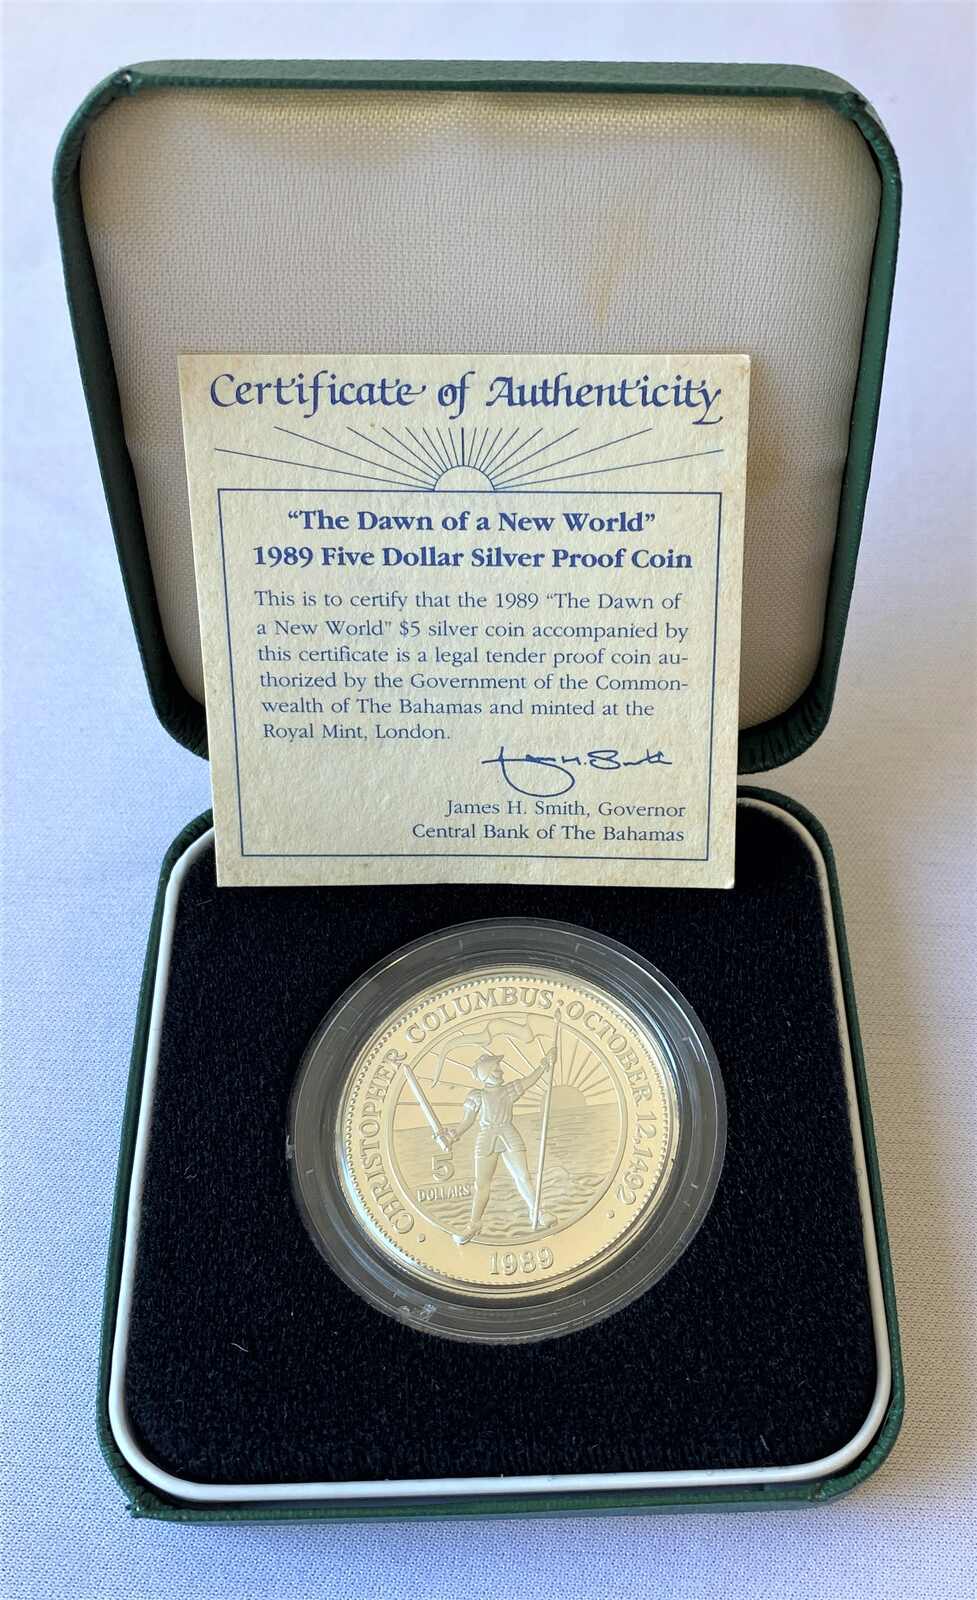 Certificate of Authenticity
"The Dawn of a New World"
1989 Five Dollar Silver Proof Coin
This is to certify that the 1989 "The Dawn of
a New World" $5 silver coin accompanied by
this certificate is a legal tender proof coin au-
thorized by the Government of the Common-
wealth of The Bahamas and minted at the
Royal Mint, London.
James H. Smith, Governor
Central Bank of The Bahamas
CHRISTOPHER COLUMBUS·OCTOBER 12, 1492
5
DOLLARS
1989